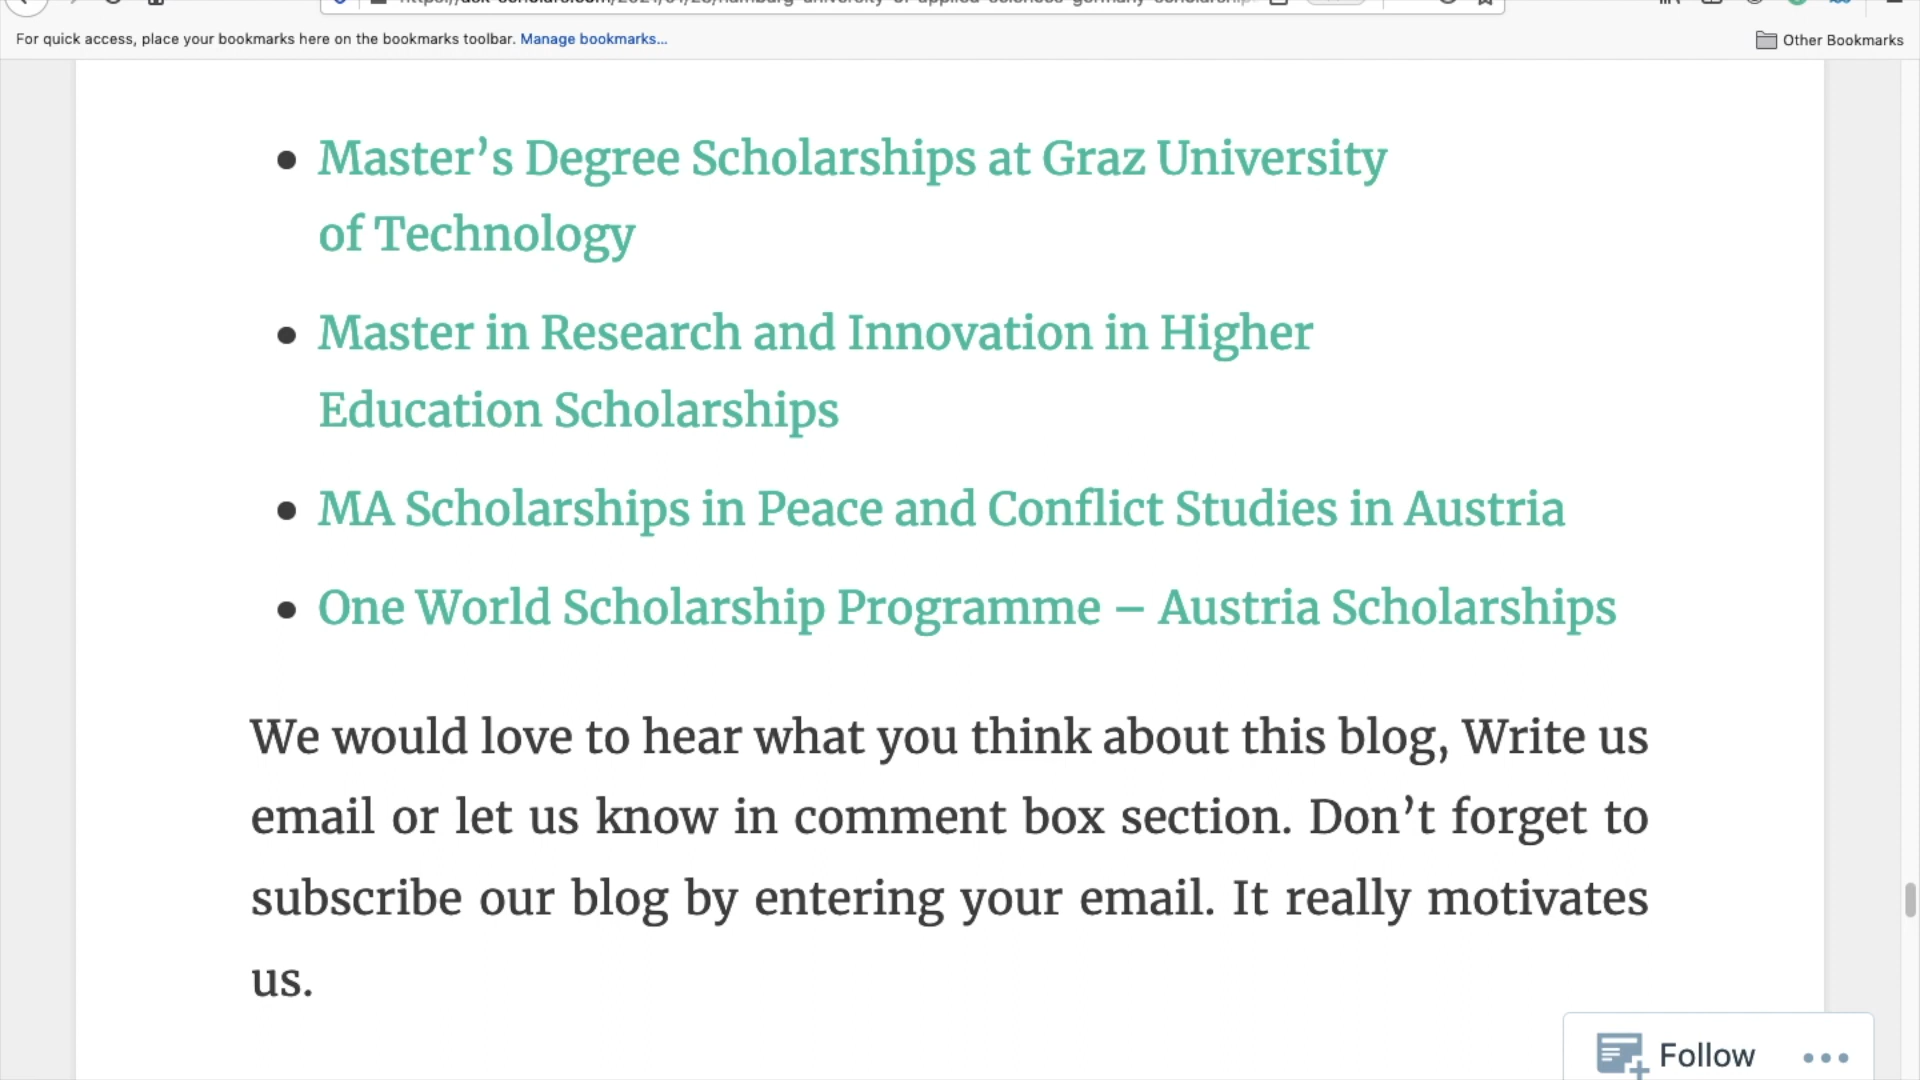 For quick access, place your bookmarks here on the bookmarks toolbar. Manage bookmarks...
Other Bookmarks
Master’s Degree Scholarships at Graz University
of Technology
Master in Research and Innovation in Higher
Education Scholarships
MA Scholarships in Peace and Conflict Studies in Austria
One World Scholarship Programme – Austria Scholarships
We would love to hear what you think about this blog, Write us
email or let us know in comment box section. Don’t forget to
subscribe our blog by entering your email. It really motivates
us.
Follow